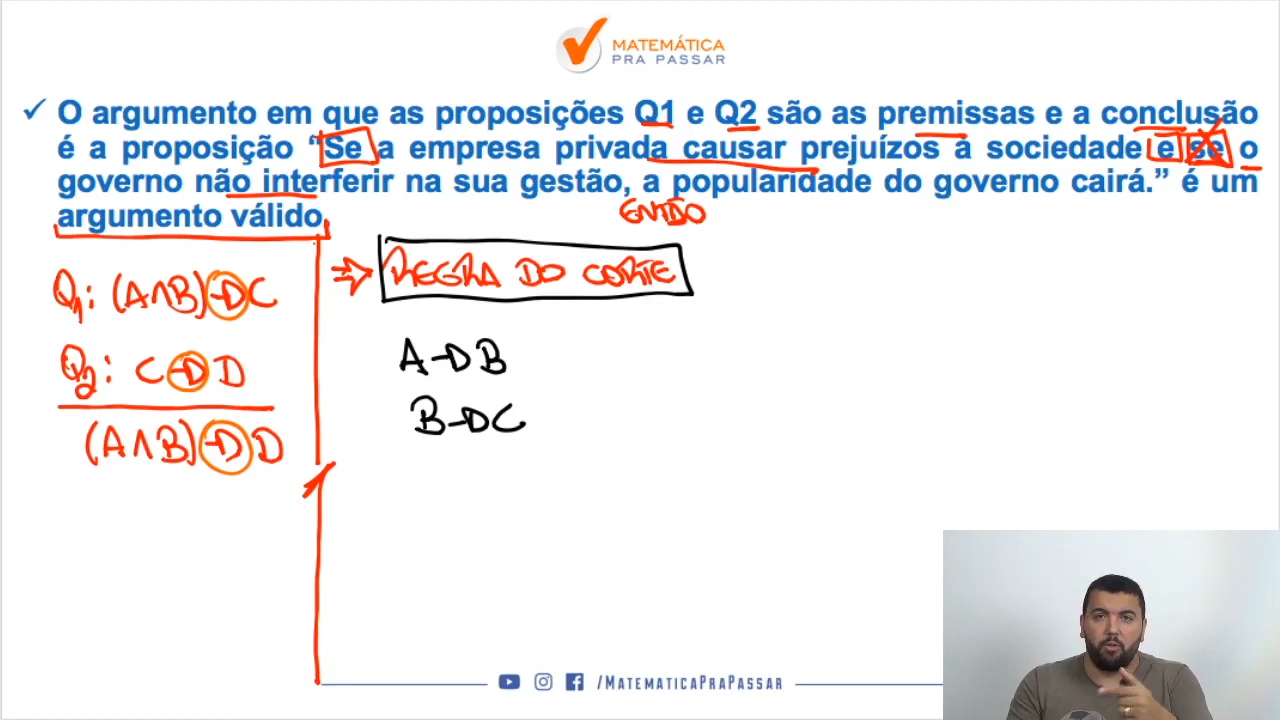 MATEMÁTICA
PRA PASSAR
✓ O argumento em que as proposições Q1 e Q2 são as premissas e a conclusão
é a proposição “Se a empresa privada causar prejuízos à sociedade e se o
governo não interferir na sua gestão, a popularidade do governo cairá.” é um
argumento válido.
ENTÃO
⇒ REGRA DO CORTE
Q1: (A∧B)→C
Q2: C→D
(A∧B)→D
A→B
B→C
/MATEMATICAPRAPASSAR